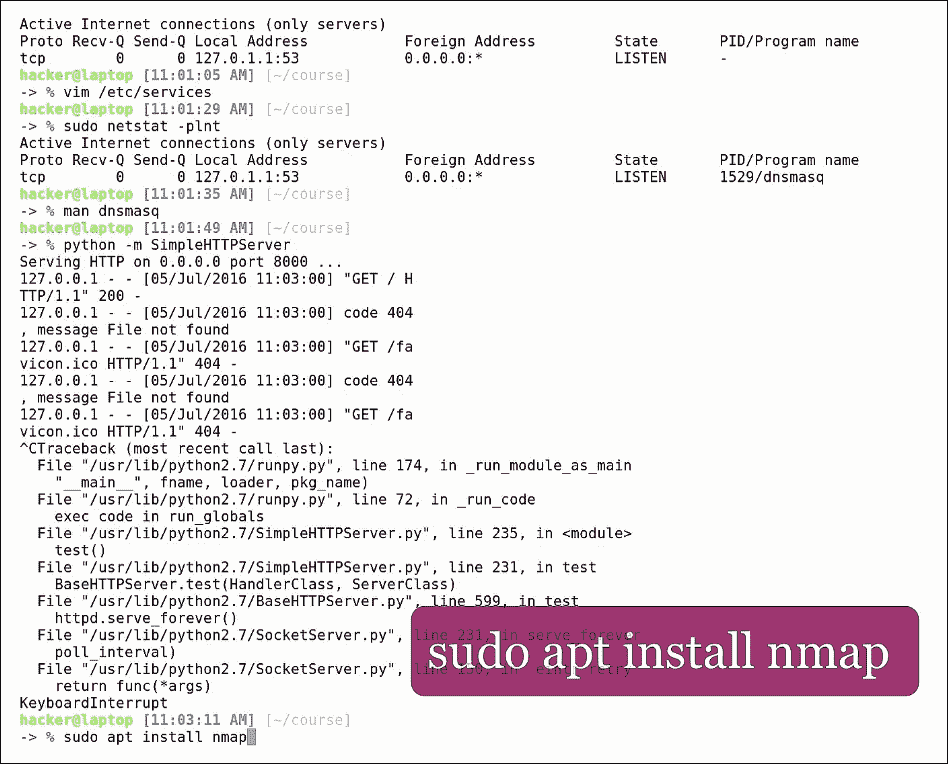 Active Internet connections (only servers)
Proto Recv-Q Send-Q Local Address           Foreign Address         State       PID/Program name
tcp        0      0 127.0.1.1:53            0.0.0.0:*               LISTEN      -
hacker@laptop [11:01:05 AM] [~/course]
-> % vim /etc/services
hacker@laptop [11:01:29 AM] [~/course]
-> % sudo netstat -plnt
Active Internet connections (only servers)
Proto Recv-Q Send-Q Local Address           Foreign Address         State       PID/Program name
tcp        0      0 127.0.1.1:53            0.0.0.0:*               LISTEN      1529/dnsmasq
hacker@laptop [11:01:35 AM] [~/course]
-> % man dnsmasq
hacker@laptop [11:01:49 AM] [~/course]
-> % python -m SimpleHTTPServer
Serving HTTP on 0.0.0.0 port 8000 ...
127.0.0.1 - - [05/Jul/2016 11:03:00] "GET / H
TTP/1.1" 200 -
127.0.0.1 - - [05/Jul/2016 11:03:00] code 404
, message File not found
127.0.0.1 - - [05/Jul/2016 11:03:00] "GET /fa
vicon.ico HTTP/1.1" 404 -
127.0.0.1 - - [05/Jul/2016 11:03:00] code 404
, message File not found
127.0.0.1 - - [05/Jul/2016 11:03:00] "GET /fa
vicon.ico HTTP/1.1" 404 -
^CTraceback (most recent call last):
  File "/usr/lib/python2.7/runpy.py", line 174, in _run_module_as_main
    "__main__", fname, loader, pkg_name)
  File "/usr/lib/python2.7/runpy.py", line 72, in _run_code
    exec code in run_globals
  File "/usr/lib/python2.7/SimpleHTTPServer.py", line 235, in <module>
    test()
  File "/usr/lib/python2.7/SimpleHTTPServer.py", line 231, in test
    BaseHTTPServer.test(HandlerClass, ServerClass)
  File "/usr/lib/python2.7/BaseHTTPServer.py", line 599, in test
    httpd.serve_forever()
  File "/usr/lib/python2.7/SocketServer.py", line 231, in serve_forever
    poll_interval)
sudo apt install nmap
  File "/usr/lib/python2.7/SocketServer.py",
    return func(*args)
KeyboardInterrupt
hacker@laptop [11:03:11 AM] [~/course]
-> % sudo apt install nmap